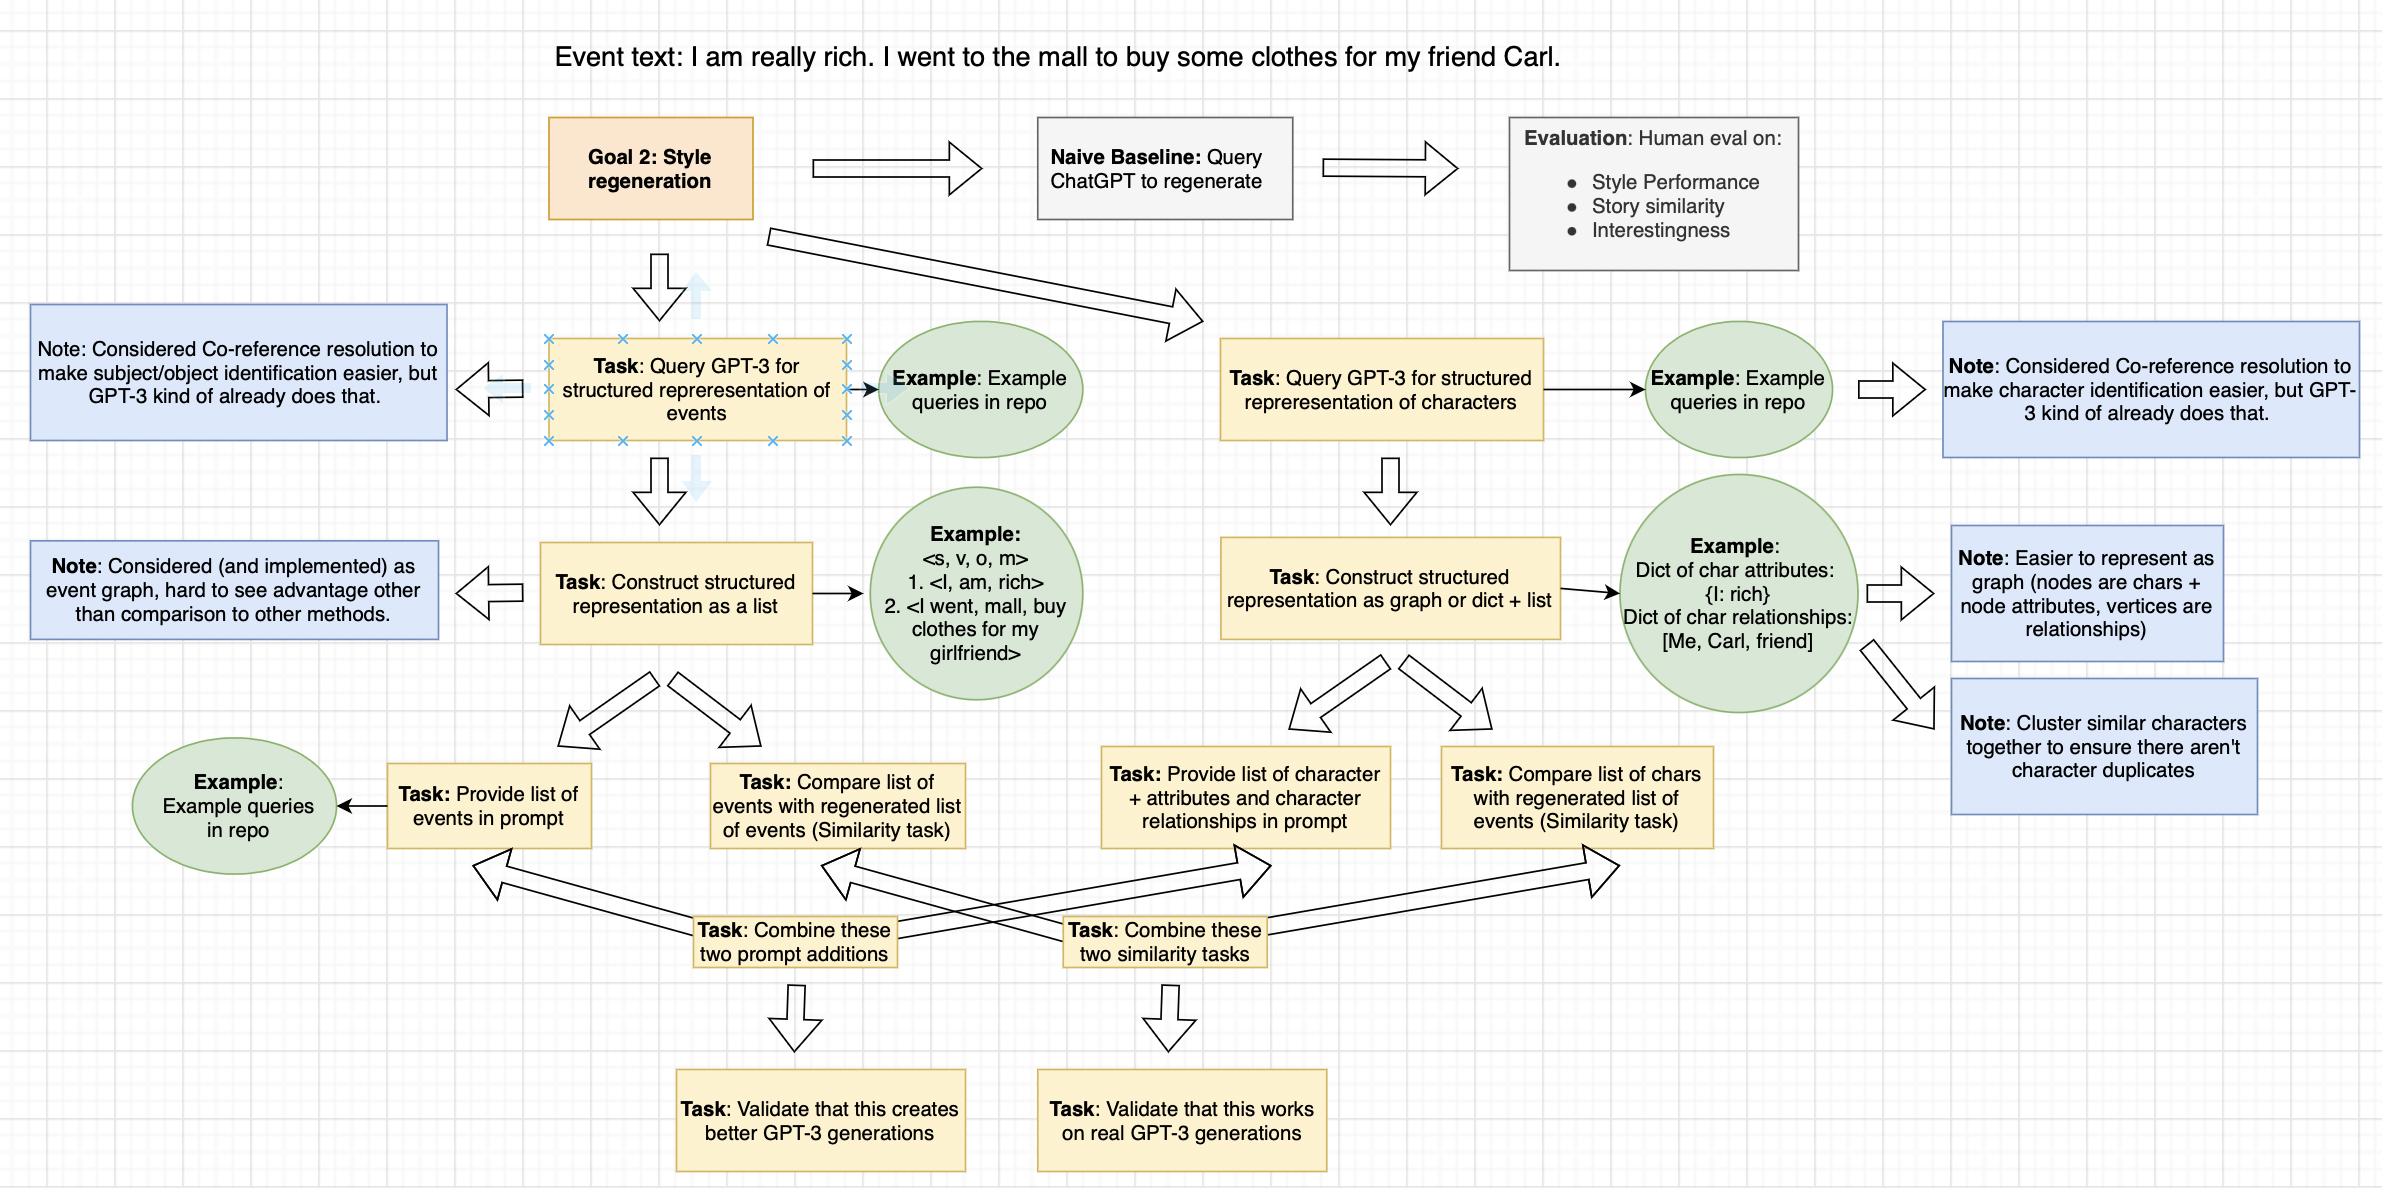 Event text: I am really rich. I went to the mall to buy some clothes for my friend Carl.
Goal 2: Style
regeneration
Naive Baseline: Query
ChatGPT to regenerate
Evaluation: Human eval on:
• Style Performance
• Story similarity
• Interestingness
Note: Considered Co-reference resolution to
make subject/object identification easier, but
GPT-3 kind of already does that.
Task: Query GPT-3 for
structured repreresentation of
events
Example: Example
queries in repo
Task: Query GPT-3 for structured
repreresentation of characters
Example: Example
queries in repo
Note: Considered Co-reference resolution to
make character identification easier, but GPT-
3 kind of already does that.
Note: Considered (and implemented) as
event graph, hard to see advantage other
than comparison to other methods.
Task: Construct structured
representation as a list
Example:
<s, v, o, m>
1. <I, am, rich>
2. <I went, mall, buy
clothes for my
girlfriend>
Task: Construct structured
representation as graph or dict + list
Example:
Dict of char attributes:
{I: rich}
Dict of char relationships:
[Me, Carl, friend]
Note: Easier to represent as
graph (nodes are chars +
node attributes, vertices are
relationships)
Note: Cluster similar characters
together to ensure there aren't
character duplicates
Example:
Example queries
in repo
Task: Provide list of
events in prompt
Task: Compare list of
events with regenerated list
of events (Similarity task)
Task: Provide list of character
+ attributes and character
relationships in prompt
Task: Compare list of chars
with regenerated list of
events (Similarity task)
Task: Combine these
two prompt additions
Task: Combine these
two similarity tasks
Task: Validate that this creates
better GPT-3 generations
Task: Validate that this works
on real GPT-3 generations